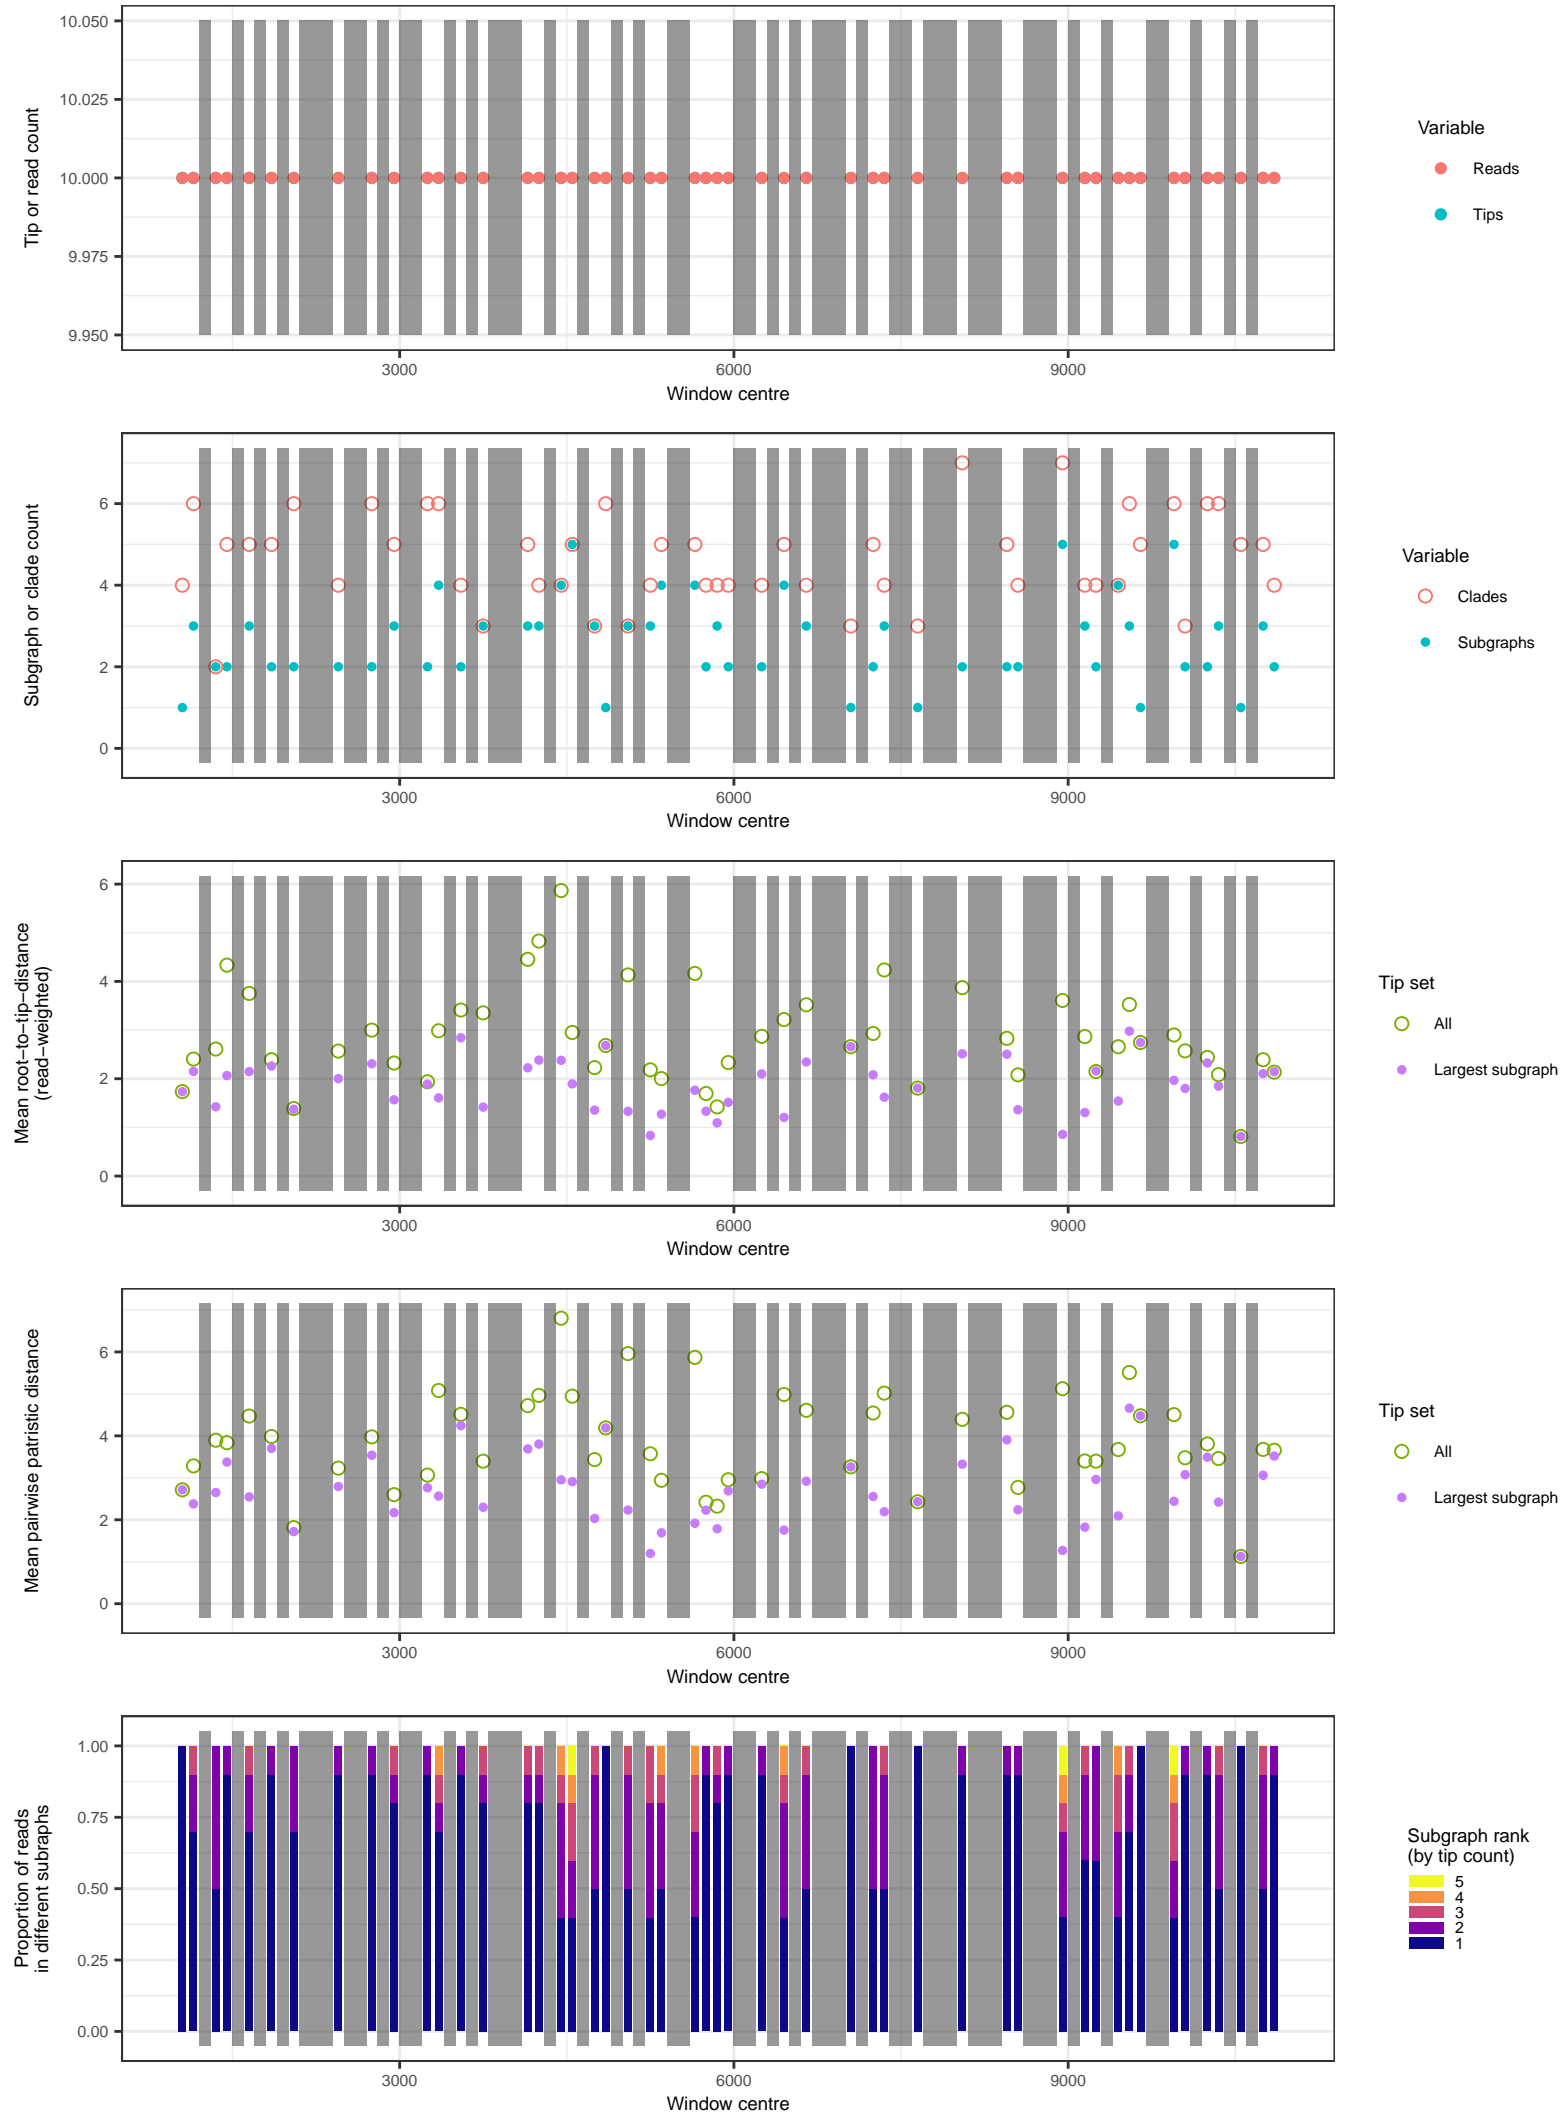 10.050
10.025
10.000
9.975
9.950
Tip or read count
3000
6000
9000
Window centre
Variable
Reads
Tips
6
4
2
0
Subgraph or clade count
3000
6000
9000
Window centre
Variable
Clades
Subgraphs
6
4
2
0
Mean root−to−tip−distance
(read−weighted)
3000
6000
9000
Window centre
Tip set
All
Largest subgraph
6
4
2
0
Mean pairwise patristic distance
3000
6000
9000
Window centre
Tip set
All
Largest subgraph
1.00
0.75
0.50
0.25
0.00
Proportion of reads
in different subraphs
3000
6000
9000
Window centre
Subgraph rank
(by tip count)
5
4
3
2
1